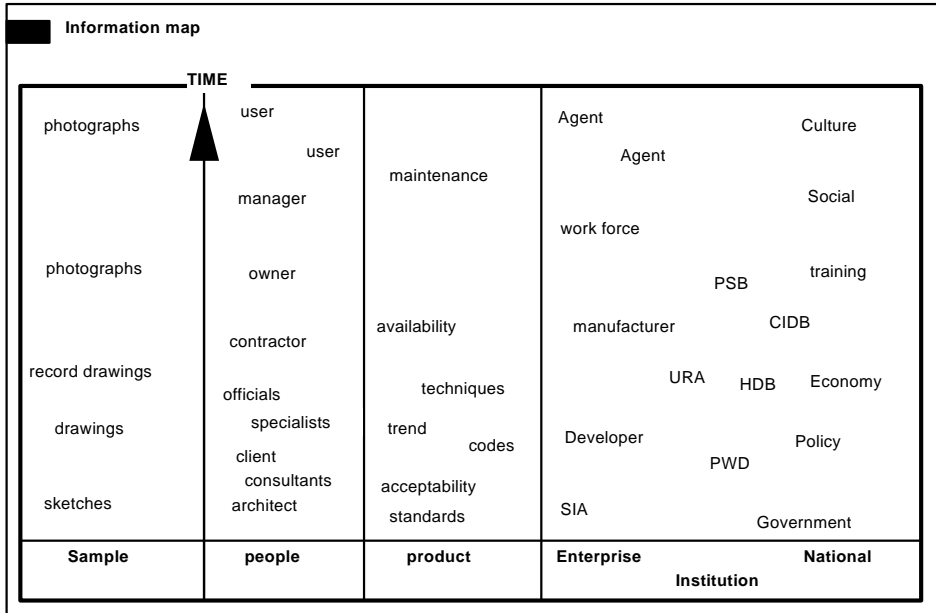 Information map
TIME
photographs
user
Agent
Culture
user
Agent
maintenance
manager
Social
work force
photographs
owner
training
PSB
availability
manufacturer
CIDB
contractor
record drawings
URA
HDB
Economy
officials
techniques
drawings
specialists
trend
codes
Developer
Policy
client
PWD
consultants
acceptability
sketches
architect
standards
SIA
Government
Sample
people
product
Enterprise
National
Institution